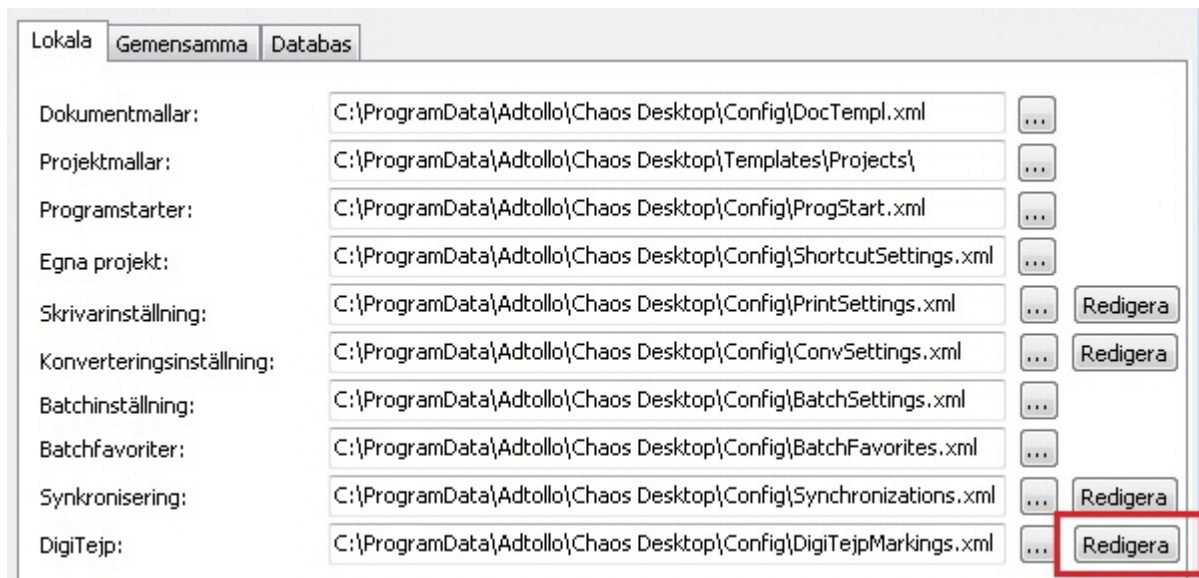 Lokala Gemensamma Databas
Dokumentmallar: C:\ProgramData\Adtollo\Chaos Desktop\Config\DocTempl.xml ...
Projektmallar: C:\ProgramData\Adtollo\Chaos Desktop\Templates\Projects\ ...
Programstarter: C:\ProgramData\Adtollo\Chaos Desktop\Config\ProgStart.xml ...
Egna projekt: C:\ProgramData\Adtollo\Chaos Desktop\Config\ShortcutSettings.xml ...
Skrivarinställning: C:\ProgramData\Adtollo\Chaos Desktop\Config\PrintSettings.xml ... Redigera
Konverteringsinställning: C:\ProgramData\Adtollo\Chaos Desktop\Config\ConvSettings.xml ... Redigera
Batchinställning: C:\ProgramData\Adtollo\Chaos Desktop\Config\BatchSettings.xml ...
Batchfavoriter: C:\ProgramData\Adtollo\Chaos Desktop\Config\BatchFavorites.xml ...
Synkronisering: C:\ProgramData\Adtollo\Chaos Desktop\Config\Synchronizations.xml ... Redigera
DigiTejp: C:\ProgramData\Adtollo\Chaos Desktop\Config\DigiTejpMarkings.xml ... Redigera